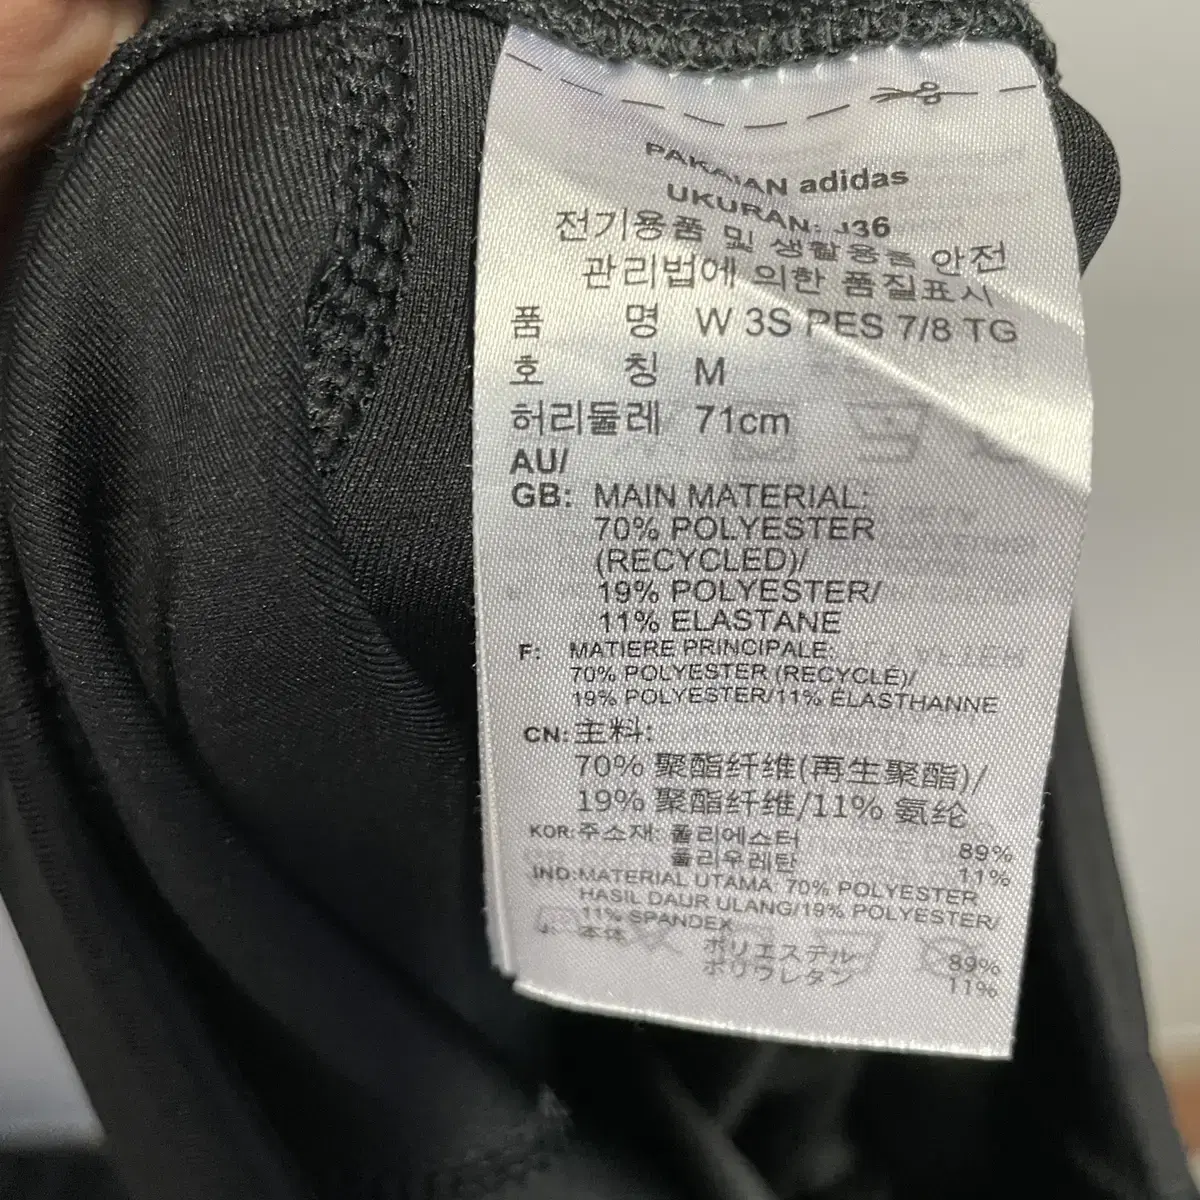 PAKAIAN adidas
UKURAN: J36
전기용품 및 생활용품 안전
관리법에 의한 품질표시
품 명 W 3S PES 7/8 TG
호 칭 M
허리둘레 71cm
AU/
GB: MAIN MATERIAL:
70% POLYESTER
(RECYCLED)/
19% POLYESTER/
11% ELASTANE
F: MATIERE PRINCIPALE:
70% POLYESTER (RECYCLÉ)/
19% POLYESTER/11% ÉLASTHANNE
CN: 主料:
70% 聚酯纤维(再生聚酯)/
19% 聚酯纤维/11% 氨纶
KOR: 주소재: 폴리에스터 89%
폴리우레탄 11%
IND: MATERIAL UTAMA: 70% POLYESTER
HASIL DAUR ULANG/19% POLYESTER/
11% SPANDEX
本体 ポリエステル 89%
ポリウレタン 11%